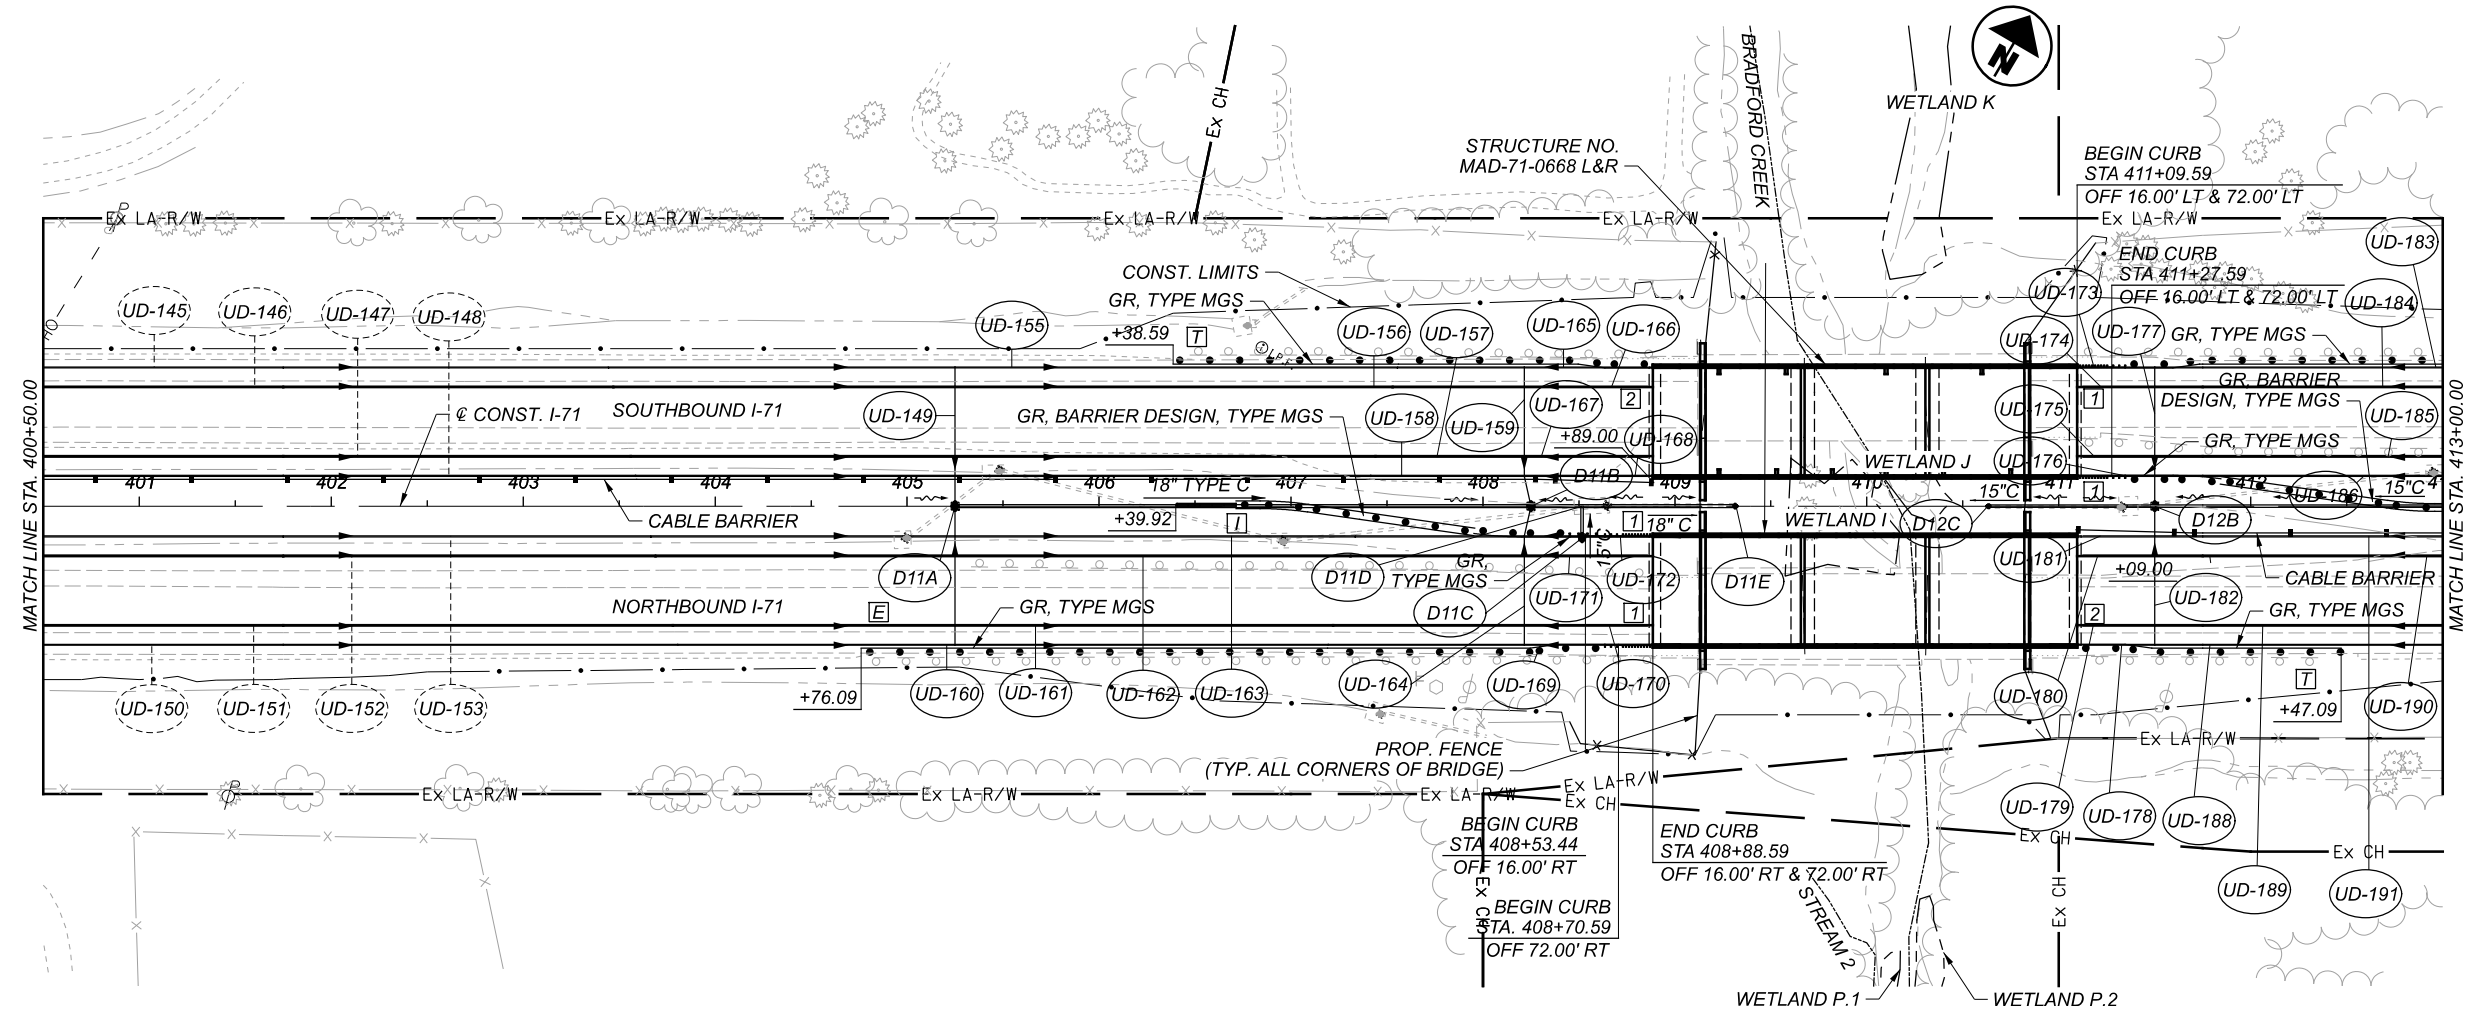 N
BRADFORD CREEK
WETLAND K
Ex CH
STRUCTURE NO.
MAD-71-0668 L&R
BEGIN CURB
STA 411+09.59
OFF 16.00' LT & 72.00' LT
Ex LA-R/W
Ex LA-R/W
Ex LA-R/W
Ex LA-R/W
Ex LA-R/W
P
UD-183
END CURB
STA 411+27.59
OFF 16.00' LT & 72.00' LT
CONST. LIMITS
GR, TYPE MGS
UD-173
UD-184
UD-145
UD-146
UD-147
UD-148
UD-155
+38.59
T
UD-156
UD-157
UD-165
UD-166
UD-174
UD-177
GR, TYPE MGS
HO
LP
MATCH LINE STA. 400+50.00
MATCH LINE STA. 413+00.00
GR, BARRIER
DESIGN, TYPE MGS
℄ CONST. I-71
SOUTHBOUND I-71
UD-149
GR, BARRIER DESIGN, TYPE MGS
UD-158
UD-159
UD-167
2
+89.00
UD-168
UD-175
1
UD-185
GR, TYPE MGS
UD-176
WETLAND J
D11B
401
402
403
404
405
406
407
408
409
410
411
412
4
18" TYPE C
15"C
1
UD-186
15"C
CABLE BARRIER
+39.92
I
1
18" C
15"C
WETLAND I
D12C
D12B
D11A
D11D
GR,
TYPE MGS
UD-172
D11E
UD-181
+09.00
CABLE BARRIER
NORTHBOUND I-71
E
GR, TYPE MGS
D11C
UD-171
1
2
UD-182
GR, TYPE MGS
UD-150
UD-151
UD-152
UD-153
+76.09
UD-160
UD-161
UD-162
UD-163
UD-164
UD-169
UD-170
UD-180
T
+47.09
UD-190
PROP. FENCE
(TYP. ALL CORNERS OF BRIDGE)
Ex LA-R/W
P
Ex LA-R/W
Ex LA-R/W
Ex LA-R/W
Ex LA-R/W
Ex CH
UD-179
UD-178
UD-188
BEGIN CURB
STA 408+53.44
OFF 16.00' RT
END CURB
STA 408+88.59
OFF 16.00' RT & 72.00' RT
Ex CH
Ex CH
Ex CH
Ex CH
UD-189
UD-191
BEGIN CURB
STA. 408+70.59
OFF 72.00' RT
STREAM 2
WETLAND P.1
WETLAND P.2